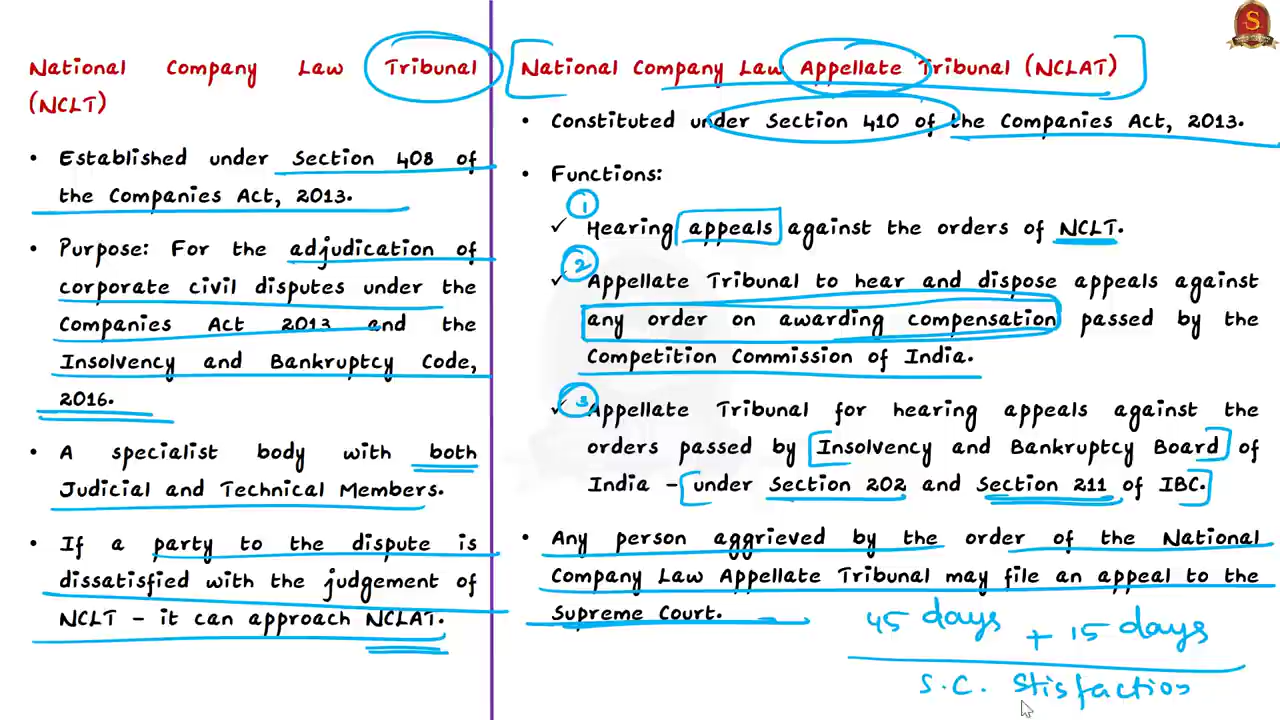 National Company Law Tribunal
(NCLT)
• Established under Section 408 of
the Companies Act, 2013.
• Purpose: For the adjudication of
corporate civil disputes under the
Companies Act 2013 and the
Insolvency and Bankruptcy Code,
2016.
• A specialist body with both
Judicial and Technical Members.
• If a party to the dispute is
dissatisfied with the judgement of
NCLT - it can approach NCLAT.
National Company Law Appellate Tribunal (NCLAT)
• Constituted under Section 410 of the Companies Act, 2013.
• Functions:
1
✓ Hearing appeals against the orders of NCLT.
2
✓ Appellate Tribunal to hear and dispose appeals against
any order on awarding compensation passed by the
Competition Commission of India.
3
✓ Appellate Tribunal for hearing appeals against the
orders passed by Insolvency and Bankruptcy Board of
India - under Section 202 and Section 211 of IBC.
• Any person aggrieved by the order of the National
Company Law Appellate Tribunal may file an appeal to the
Supreme Court.
45 days + 15 days
S.C. Stisfaction
S